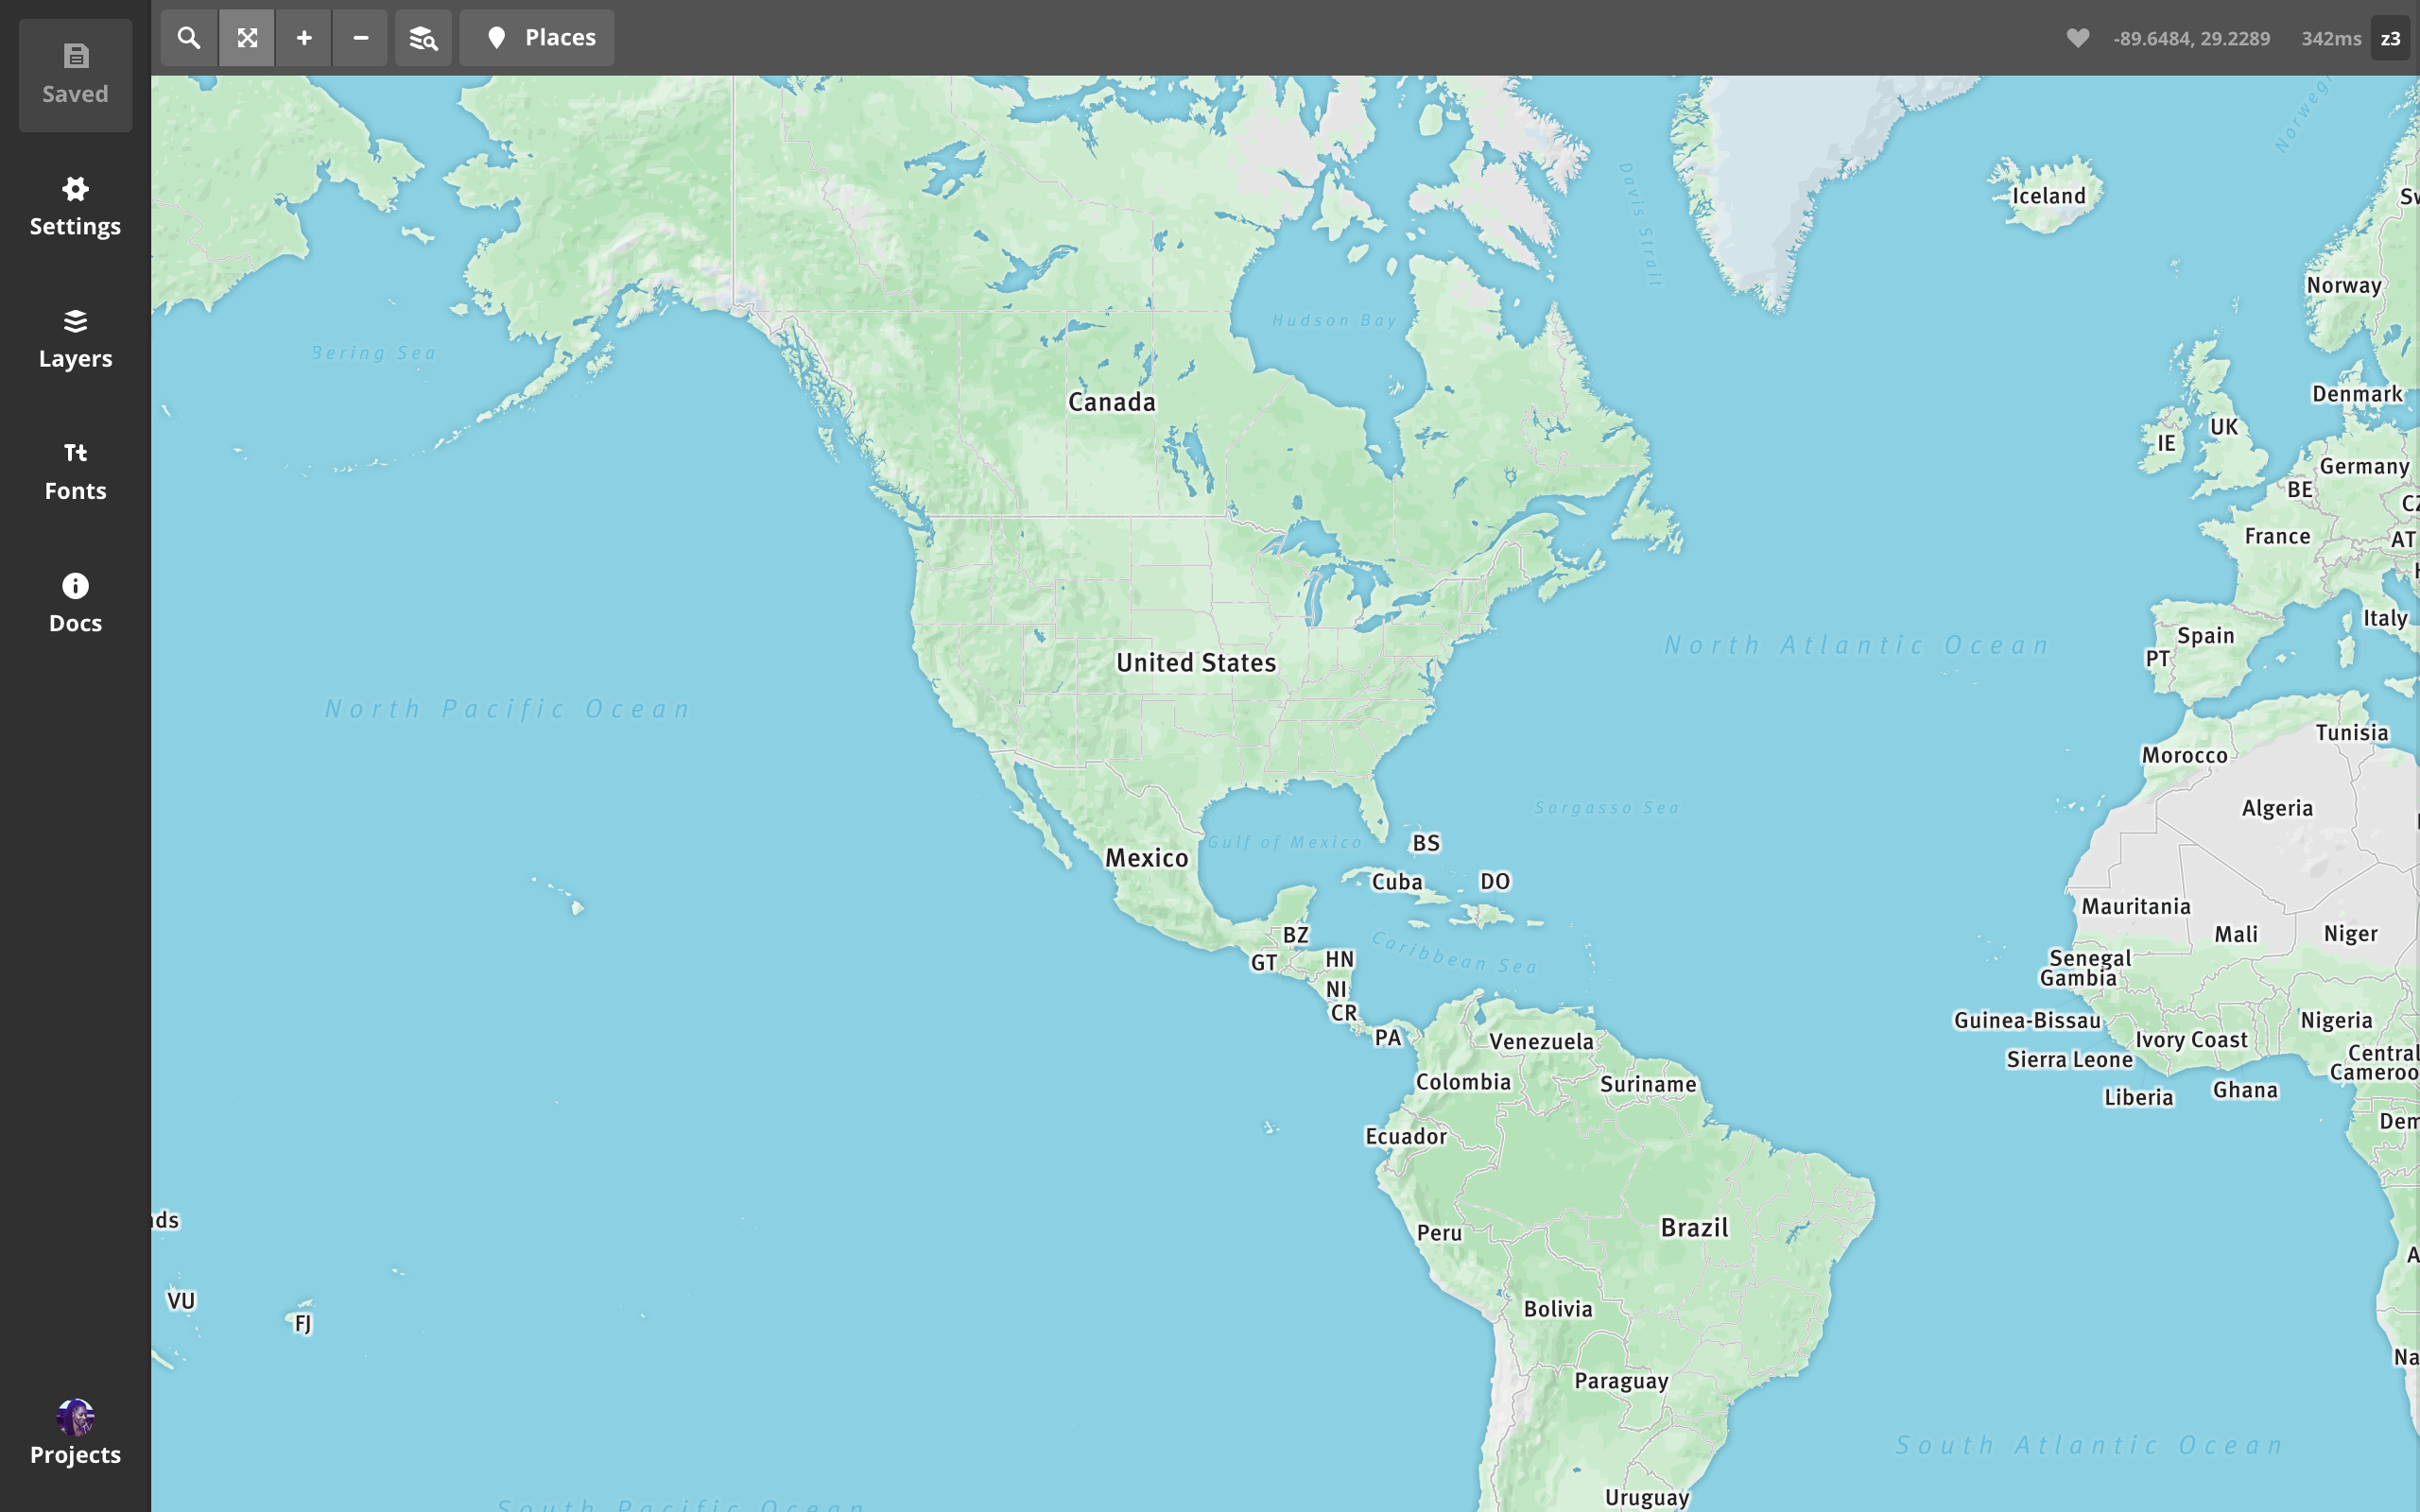 Saved
Settings
Layers
Fonts
Docs
Projects
Places
-89.6484, 29.2289
342ms
z3
Norweg
Davis Strait
Iceland
Sw
Norway
Hudson Bay
Bering Sea
Denmark
Canada
UK
IE
Germany
BE
CZ
France
AT
Italy
Spain
North Atlantic Ocean
PT
United States
North Pacific Ocean
Tunisia
Morocco
Sargasso Sea
Algeria
Gulf of Mexico
BS
Mexico
Cuba
DO
Mauritania
BZ
Mali
Niger
Caribbean Sea
GT
HN
Senegal
Gambia
NI
CR
Guinea-Bissau
Nigeria
PA
Venezuela
Ivory Coast
Sierra Leone
Central
Cameroo
Colombia
Suriname
Ghana
Liberia
Dem
Ecuador
nds
Brazil
Peru
A
VU
Bolivia
FJ
Na
Paraguay
South Atlantic Ocean
Uruguay
South Pacific Ocean